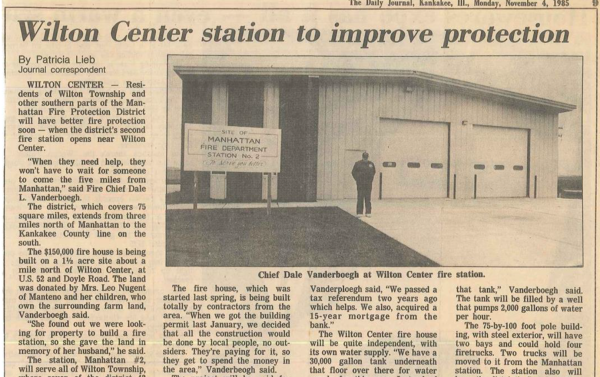 The Daily Journal, Kankakee, Ill., Monday, November 4, 1985
Wilton Center station to improve protection
By Patricia Lieb
Journal correspondent
WILTON CENTER — Resi-
dents of Wilton Township and
other southern parts of the Man-
hattan Fire Protection District
will have better fire protection
soon — when the district's second
fire station opens near Wilton
Center.
"When they need help, they
won't have to wait for someone
to come the five miles from
Manhattan," said Fire Chief Dale
L. Vanderboegh.
The district, which covers 75
square miles, extends from three
miles north of Manhattan to the
Kankakee County line on the
south.
The $150,000 fire house is being
built on a 1½ acre site about a
mile north of Wilton Center, at
U.S. 52 and Doyle Road. The land
was donated by Mrs. Leo Nugent
of Manteno and her children, who
own the surrounding farm land,
Vanderboegh said.
"She found out we were look-
ing for property to build a fire
station, so she gave the land in
memory of her husband," he said.
The station, Manhattan #2,
will serve all of Wilton Township,
SITE OF
MANHATTAN
FIRE DEPARTMENT
STATION No. 2
Chief Dale Vanderboegh at Wilton Center fire station.
The fire house, which was
started last spring, is being built
totally by contractors from the
area. "When we got the building
permit last January, we decided
that all the construction would
be done by local people, no out-
siders. They're paying for it, so
they get to spend the money in
the area," Vanderboegh said.
Vanderploegh said, "We passed a
tax referendum two years ago
which helps. We also, acquired a
15-year mortgage from the
bank."
The Wilton Center fire house
will be quite independent, with
its own water supply. "We have a
30,000 gallon tank underneath
that floor over there for water
that tank," Vanderboegh said.
The tank will be filled by a well
that pumps 2,000 gallons of water
per hour.
The 75-by-100 foot pole build-
ing, with steel exterior, will have
two bays and could hold four
firetrucks. Two trucks will be
moved to it from the Manhattan
station. The station also will